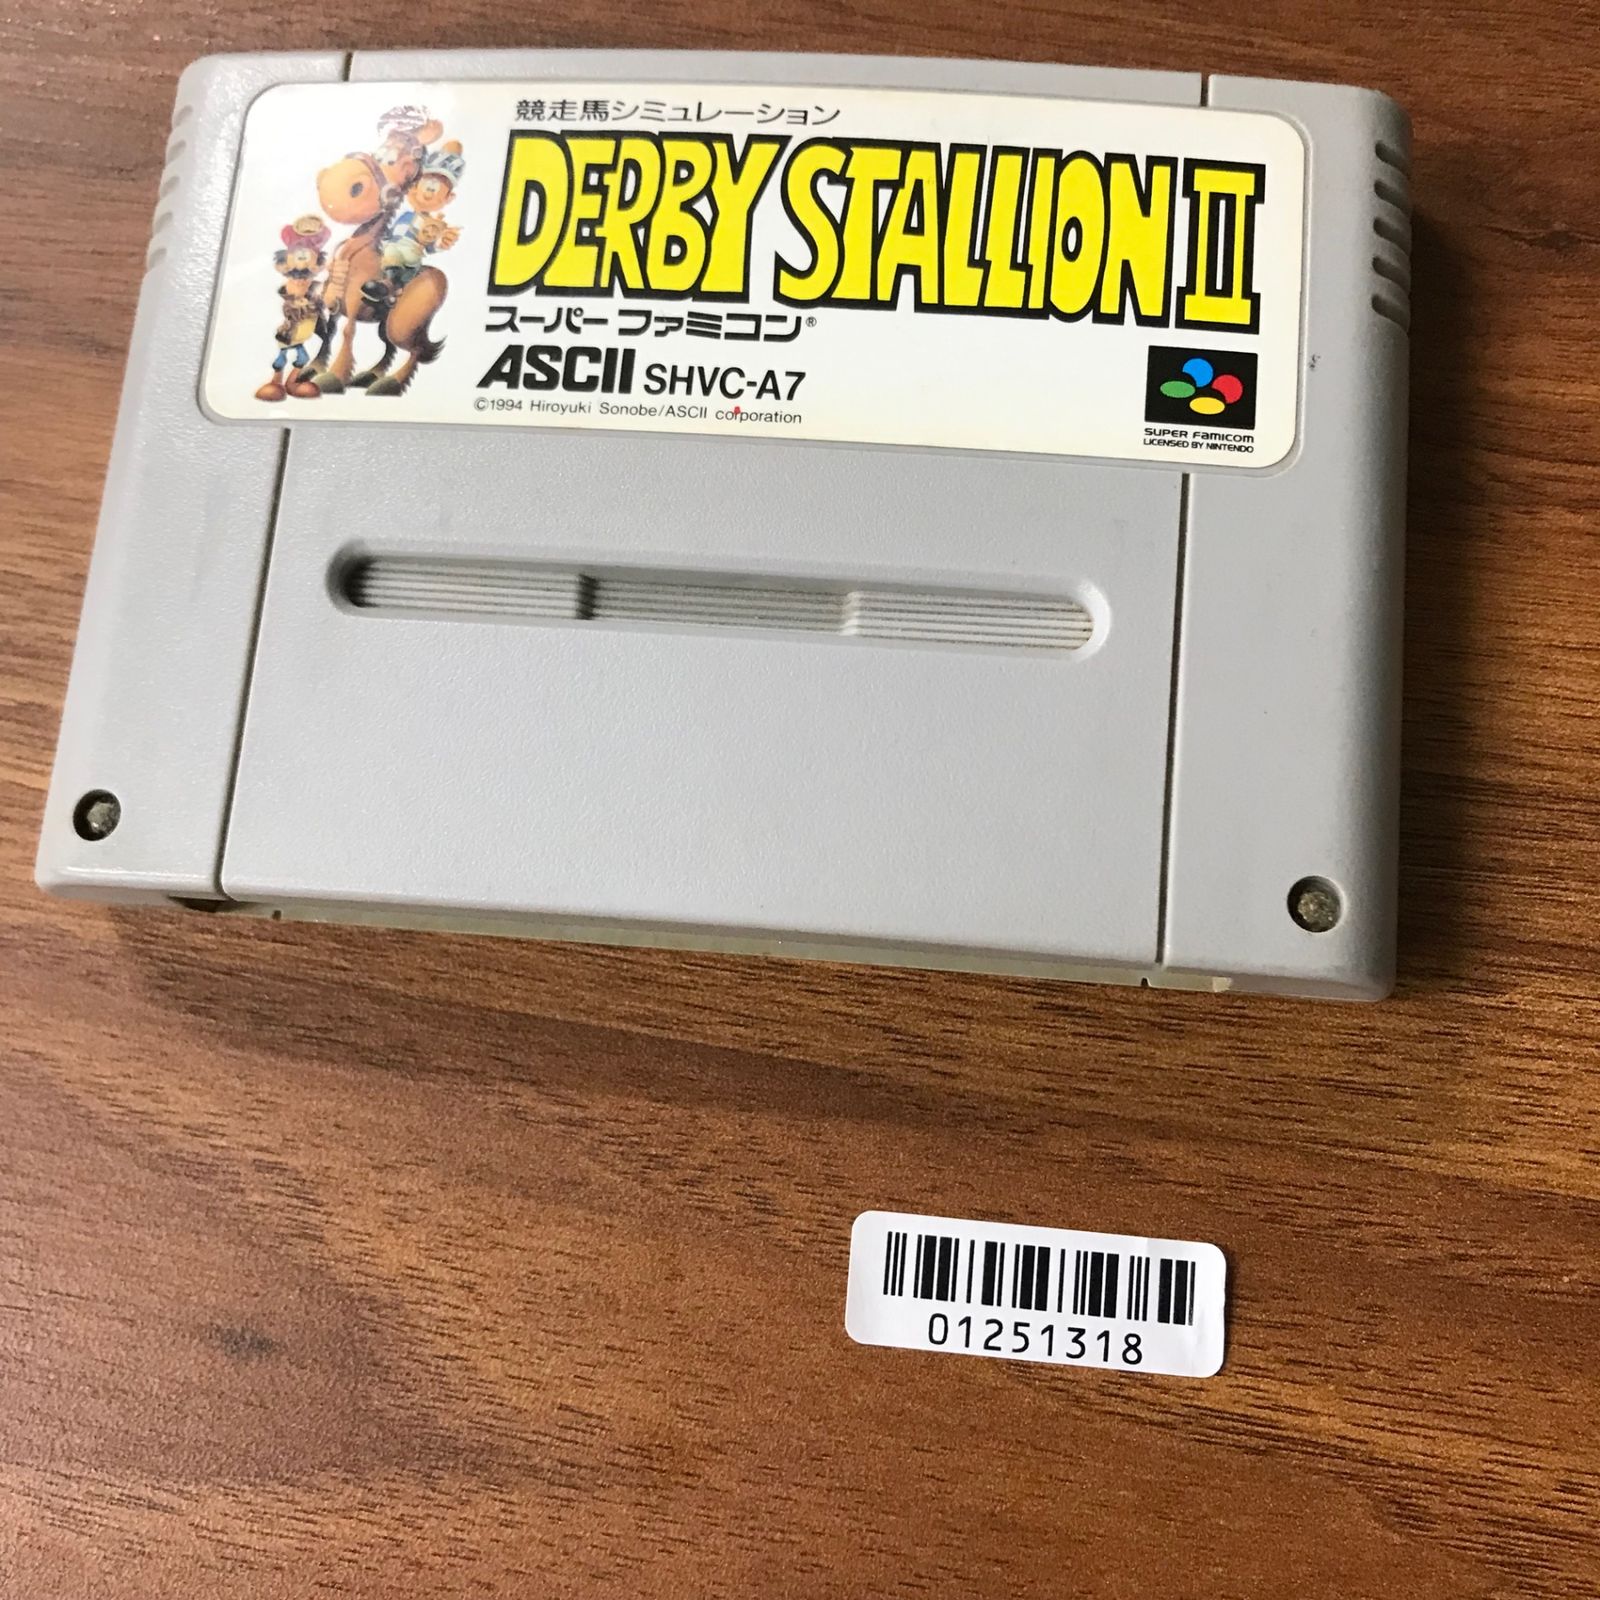 競走馬シミュレーション
DERBY STALLION II
スーパーファミコン®
ASCII SHVC-A7
©1994 Hiroyuki Sonobe/ASCII corporation
SUPER FAMICOM
LICENSED BY NINTENDO
01251318